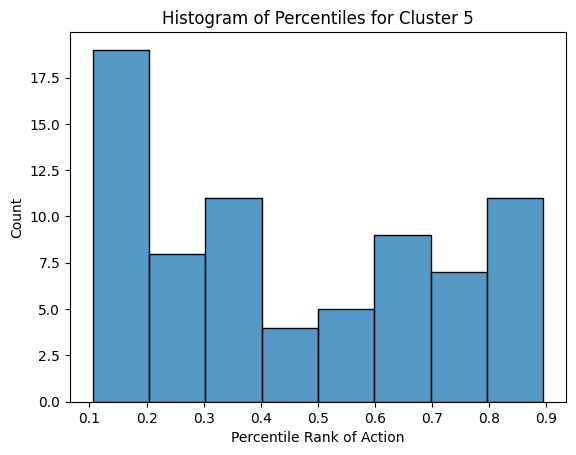 Histogram of Percentiles for Cluster 5
17.5
15.0
12.5
10.0
7.5
5.0
2.5
0.0
Count
0.1 0.2 0.3 0.4 0.5 0.6 0.7 0.8 0.9
Percentile Rank of Action